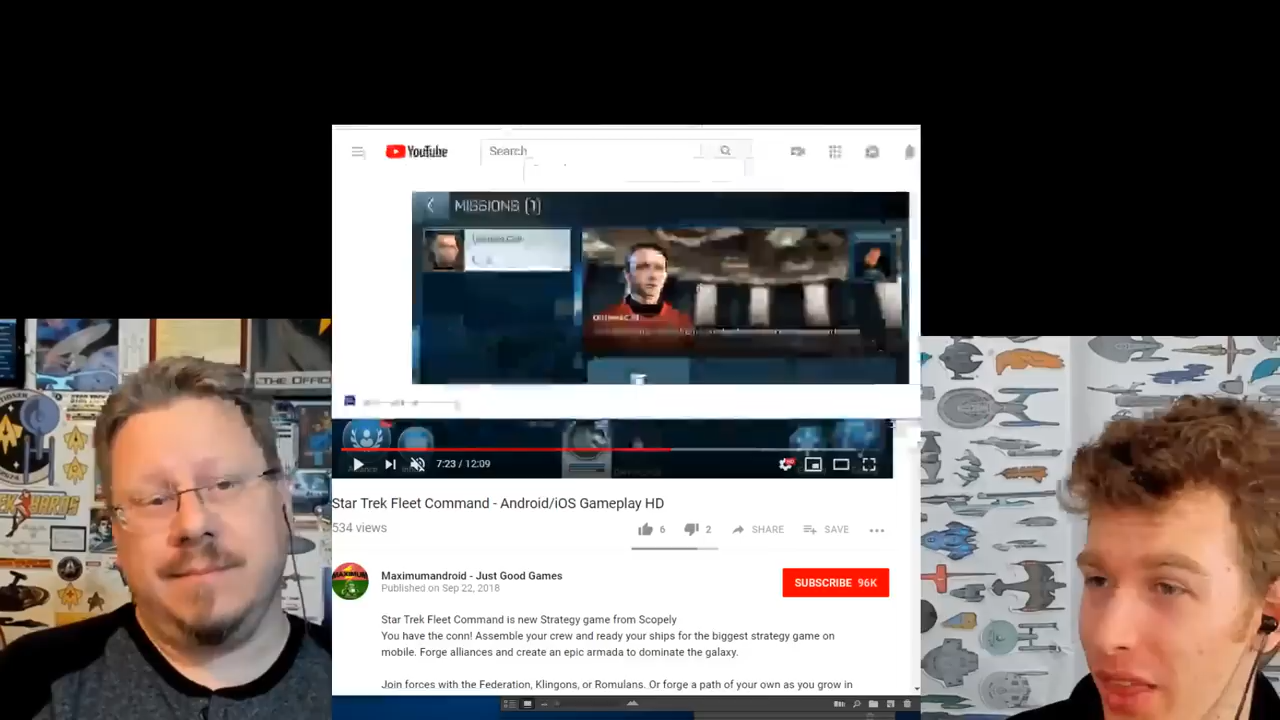 YouTube
Search
MISSIONS (1)
THE OFFIC
7:23 / 12:09
Star Trek Fleet Command - Android/iOS Gameplay HD
534 views
6
2
SHARE
SAVE
Maximumandroid - Just Good Games
Published on Sep 22, 2018
SUBSCRIBE 96K
Star Trek Fleet Command is new Strategy game from Scopely
You have the conn! Assemble your crew and ready your ships for the biggest strategy game on
mobile. Forge alliances and create an epic armada to dominate the galaxy.
Join forces with the Federation, Klingons, or Romulans. Or forge a path of your own as you grow in